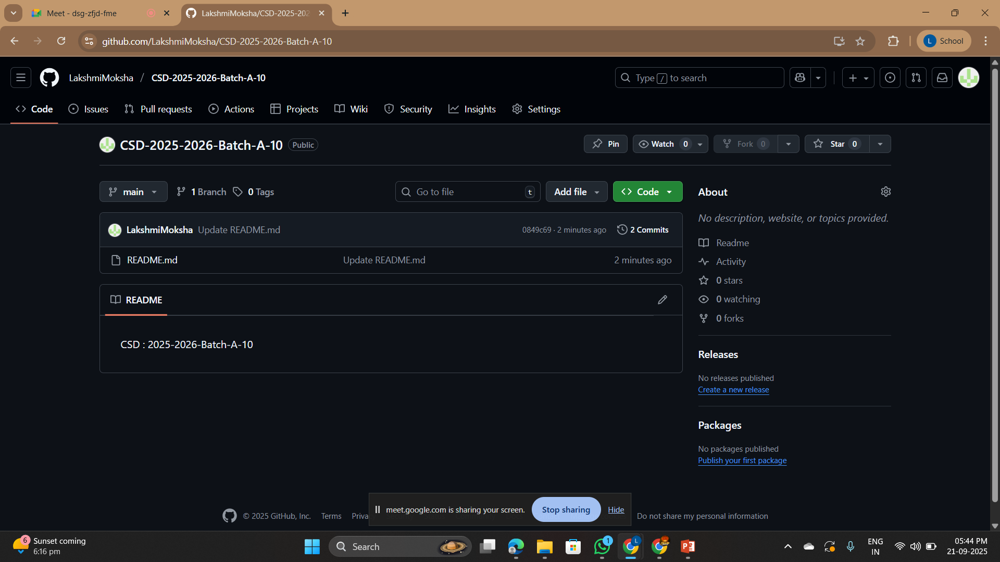 Meet - dsg-zfjd-fme
LakshmiMoksha/CSD-2025-202
github.com/LakshmiMoksha/CSD-2025-2026-Batch-A-10
L School
LakshmiMoksha / CSD-2025-2026-Batch-A-10
Type / to search
Code Issues Pull requests Actions Projects Wiki Security Insights Settings
CSD-2025-2026-Batch-A-10 Public
Pin Watch 0 Fork 0 Star 0
main 1 Branch 0 Tags
Go to file t Add file Code
LakshmiMoksha Update README.md 0849c69 · 2 minutes ago 2 Commits
README.md Update README.md 2 minutes ago
README
CSD : 2025-2026-Batch-A-10
About
No description, website, or topics provided.
Readme
Activity
0 stars
0 watching
0 forks
Releases
No releases published
Create a new release
Packages
No packages published
Publish your first package
© 2025 GitHub, Inc. Terms Do not share my personal information
meet.google.com is sharing your screen. Stop sharing Hide
6 Sunset coming
6:16 pm
Search
1
L
ENG
IN
05:44 PM
21-09-2025